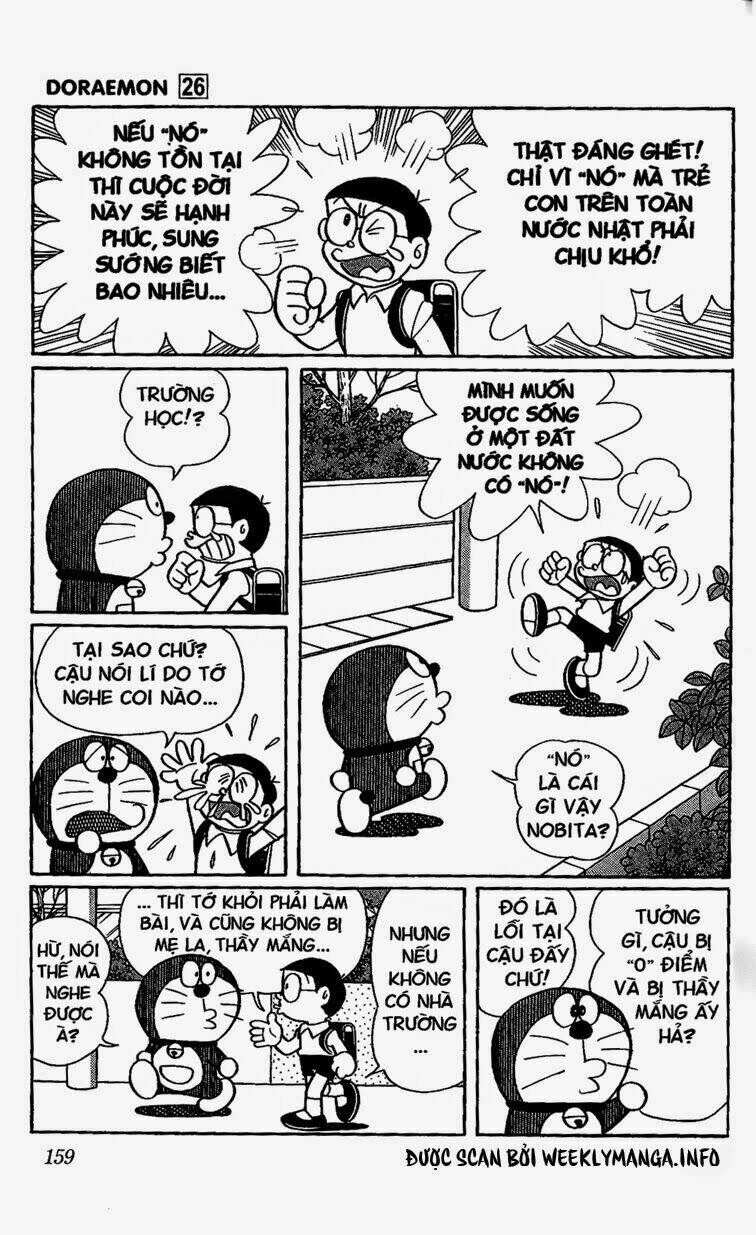 DORAEMON 26
THẬT ĐÁNG GHÉT!
CHỈ VÌ "NÓ" MÀ TRẺ
CON TRÊN TOÀN
NƯỚC NHẬT PHẢI
CHỊU KHỔ!
NẾU "NÓ"
KHÔNG TỒN TẠI
THÌ CUỘC ĐỜI
NÀY SẼ HẠNH
PHÚC, SUNG
SƯỚNG BIẾT
BAO NHIÊU...
MÌNH MUỐN
ĐƯỢC SỐNG
Ở MỘT ĐẤT
NƯỚC KHÔNG
CÓ "NÓ"!
"NÓ"
LÀ CÁI
GÌ VẬY
NOBITA?
TRƯỜNG
HỌC!?
TẠI SAO CHỨ?
CẬU NÓI LÍ DO TỚ
NGHE COI NÀO...
TƯỞNG
GÌ, CẬU BỊ
"0" ĐIỂM
VÀ BỊ THẦY
MẮNG ẤY
HẢ?
ĐÓ LÀ
LỖI TẠI
CẬU ĐẤY
CHỨ!
NHƯNG
NẾU
KHÔNG
CÓ NHÀ
TRƯỜNG
...
... THÌ TỚ KHỎI PHẢI LÀM
BÀI, VÀ CŨNG KHÔNG BỊ
MẸ LA, THẦY MẮNG...
HỪ, NÓI
THẾ MÀ
NGHE
ĐƯỢC
À?
159
ĐƯỢC SCAN BỞI WEEKLYMANGA.INFO